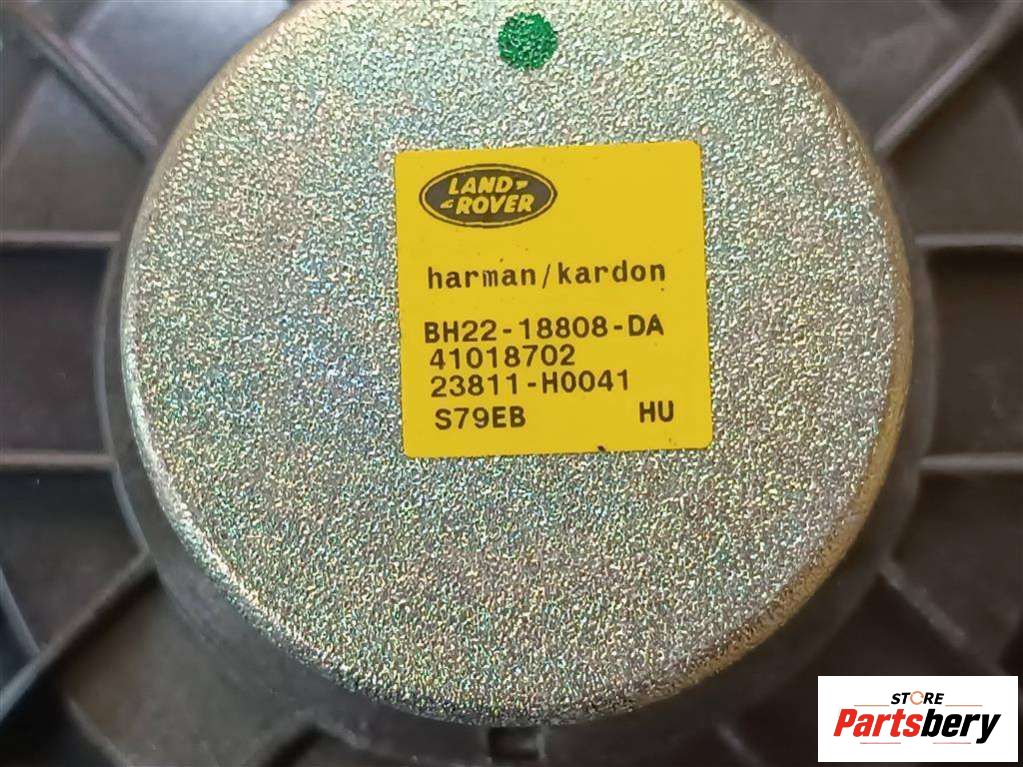 LAND
ROVER
harman/kardon
BH22-18808-DA
41018702
23811-H0041
S79EB HU
STORE
Partsbery